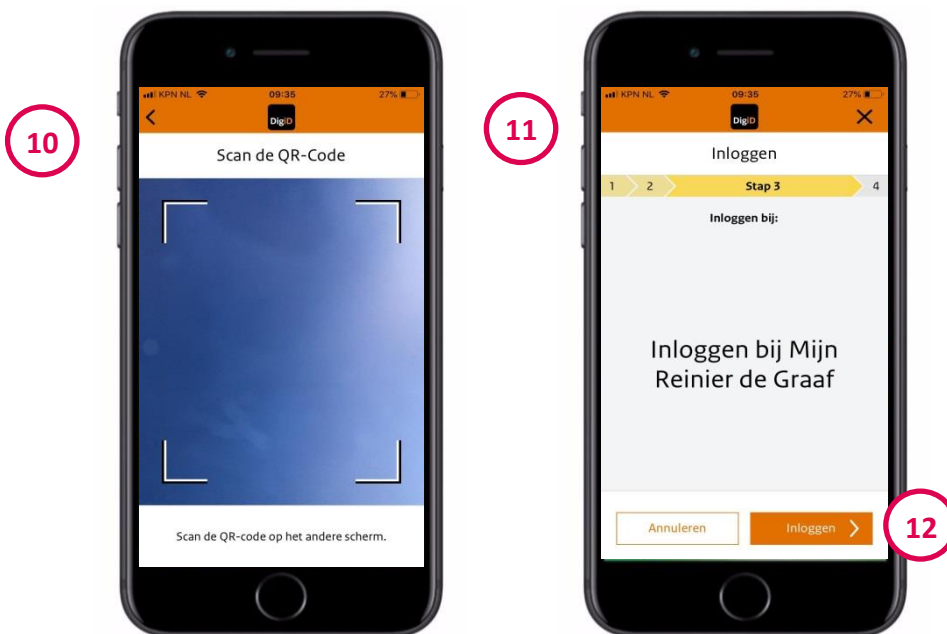 10
KPN NL 09:35 27%
DigiD
Scan de QR-Code
Scan de QR-code op het andere scherm.
11
KPN NL 09:35 27%
DigiD
Inloggen
1 2 Stap 3 4
Inloggen bij:
Inloggen bij Mijn
Reinier de Graaf
Annuleren Inloggen
12